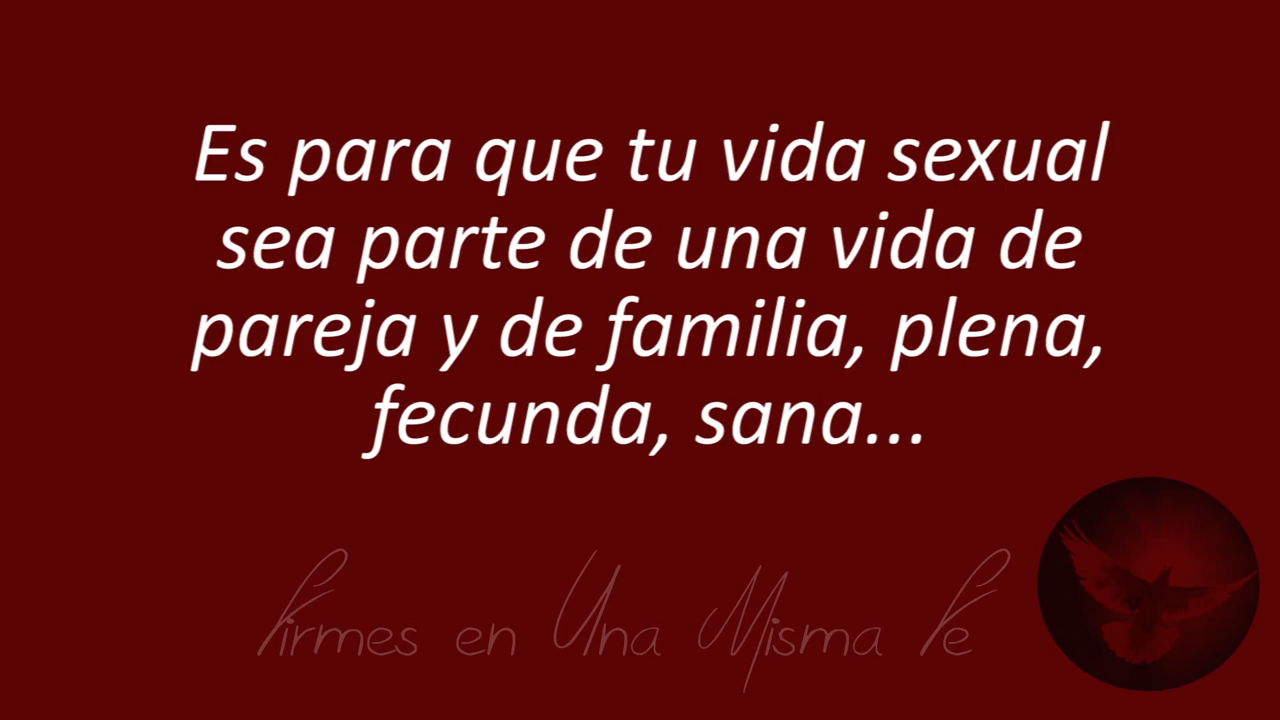 Es para que tu vida sexual
sea parte de una vida de
pareja y de familia, plena,
fecunda, sana...
Firmes en Una Misma Fe